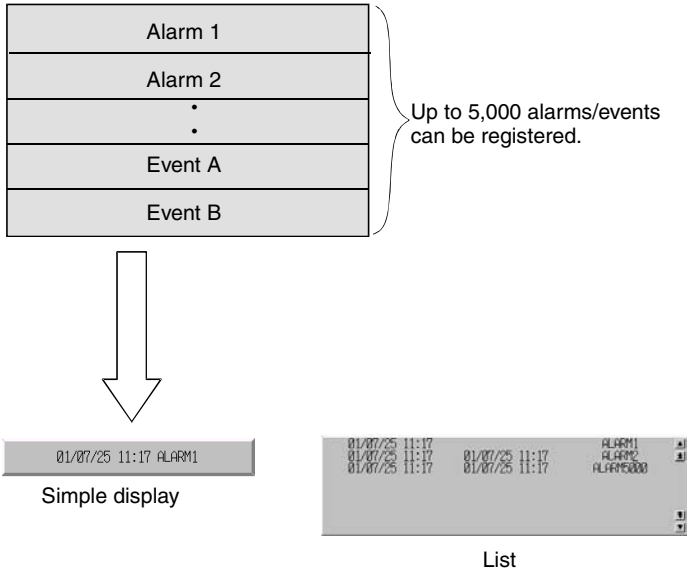 Alarm 1
Alarm 2
Up to 5,000 alarms/events
can be registered.
Event A
Event B
01/07/25 11:17 ALARM1
Simple display
01/07/25 11:17 ALARM1
01/07/25 11:17 01/07/25 11:17 ALARM2
01/07/25 11:17 01/07/25 11:17 ALARM5000
List